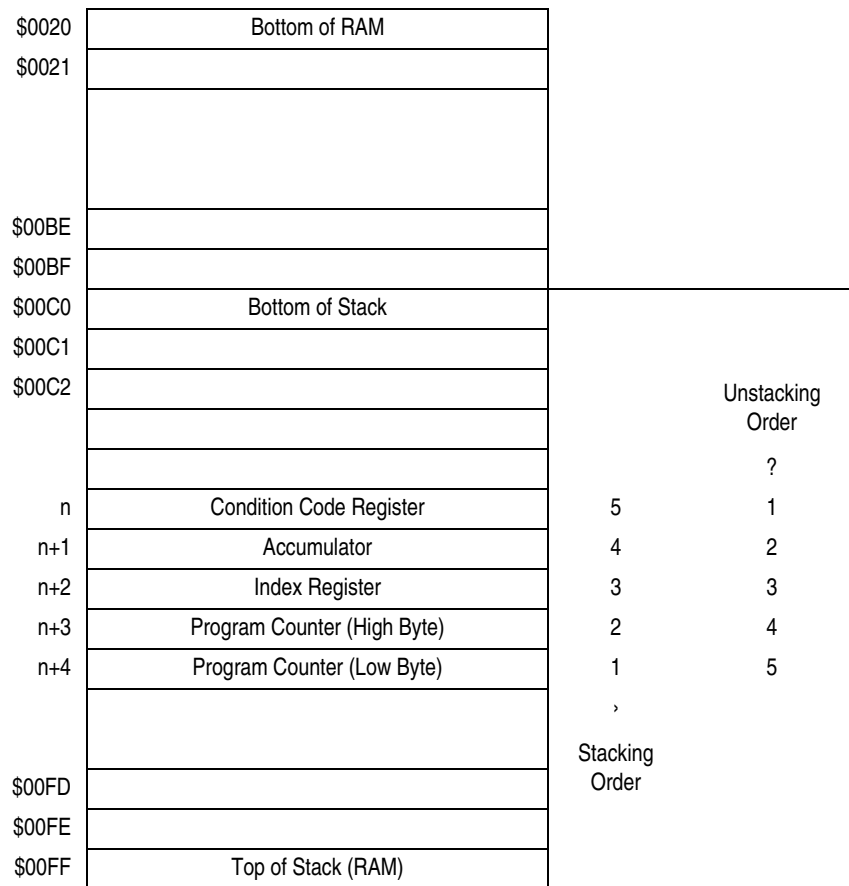 $0020 Bottom of RAM
$0021
$00BE
$00BF
$00C0 Bottom of Stack
$00C1
$00C2
Unstacking
Order
?
n Condition Code Register 5 1
n+1 Accumulator 4 2
n+2 Index Register 3 3
n+3 Program Counter (High Byte) 2 4
n+4 Program Counter (Low Byte) 1 5
›
Stacking
Order
$00FD
$00FE
$00FF Top of Stack (RAM)